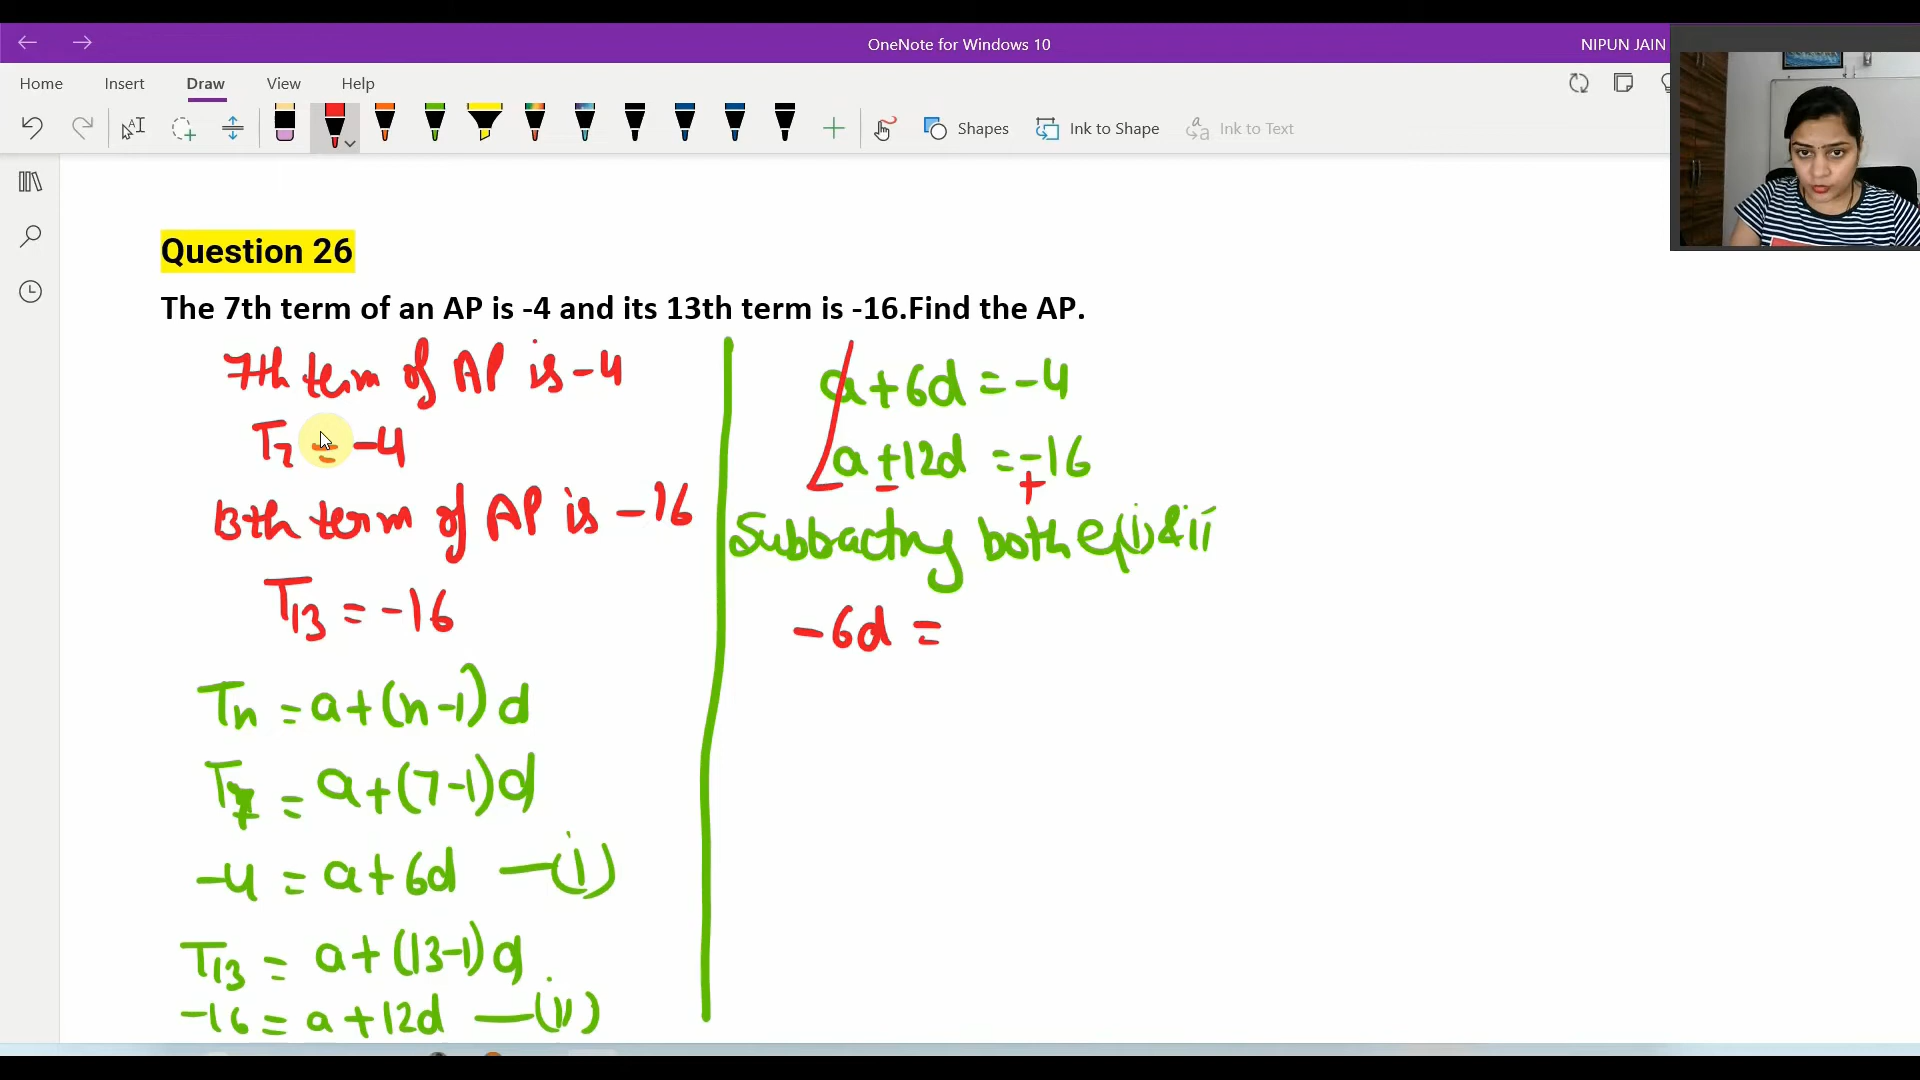 OneNote for Windows 10
NIPUN JAIN
Home Insert Draw View Help
Shapes Ink to Shape Ink to Text
Question 26
The 7th term of an AP is -4 and its 13th term is -16.Find the AP.
7th term of AP is -4
T7 = -4
13th term of AP is -16
T13 = -16
Tn = a+(n-1)d
T7 = a+(7-1)d
-4 = a+6d —(i)
T13 = a+(13-1)d
-16 = a+12d —(ii)
a+6d = -4
a+12d = -16
- - +
Subtracting both eq(i)&ii
-6d =